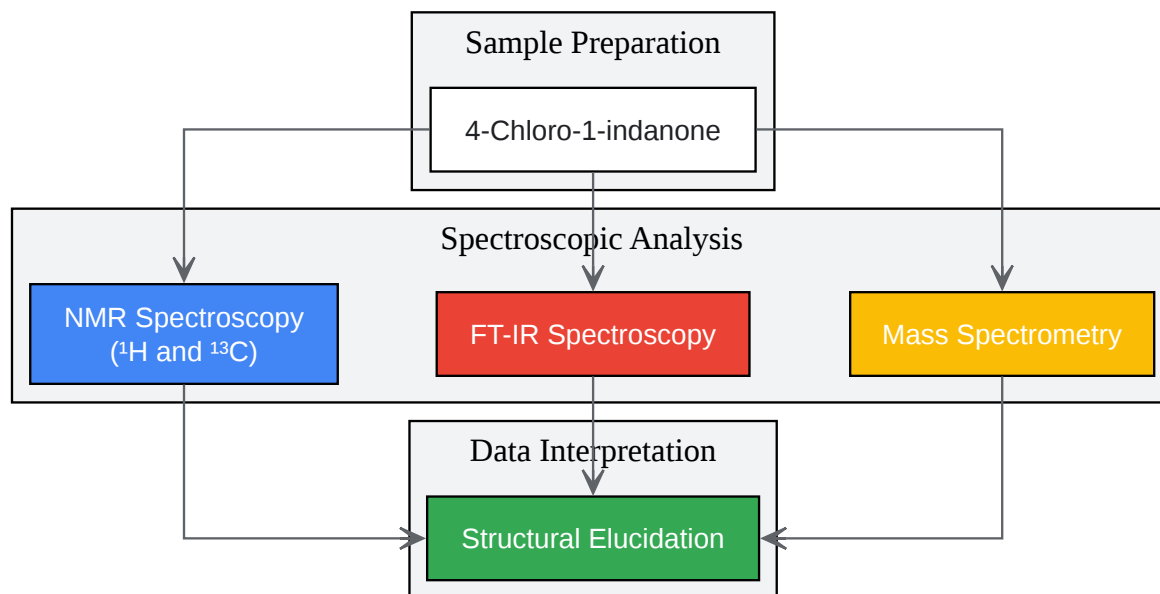 Sample Preparation
4-Chloro-1-indanone
Spectroscopic Analysis
NMR Spectroscopy
(¹H and ¹³C)
FT-IR Spectroscopy
Mass Spectrometry
Data Interpretation
Structural Elucidation